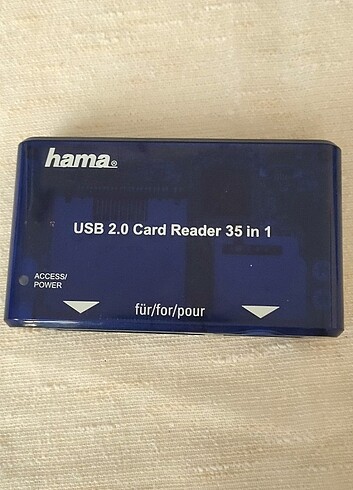 hama®
USB 2.0 Card Reader 35 in 1
ACCESS/
POWER
für/for/pour